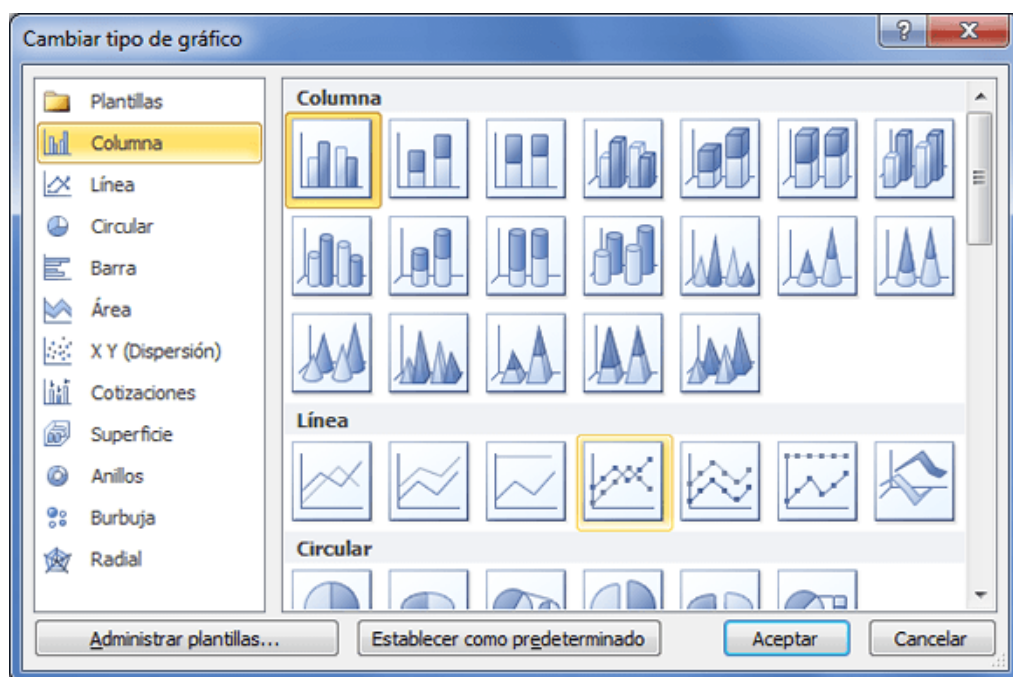 Cambiar tipo de gráfico
Plantillas
Columna
Línea
Circular
Barra
Área
X Y (Dispersión)
Cotizaciones
Superficie
Anillos
Burbuja
Radial
Columna
Línea
Circular
Administrar plantillas...
Establecer como predeterminado
Aceptar
Cancelar